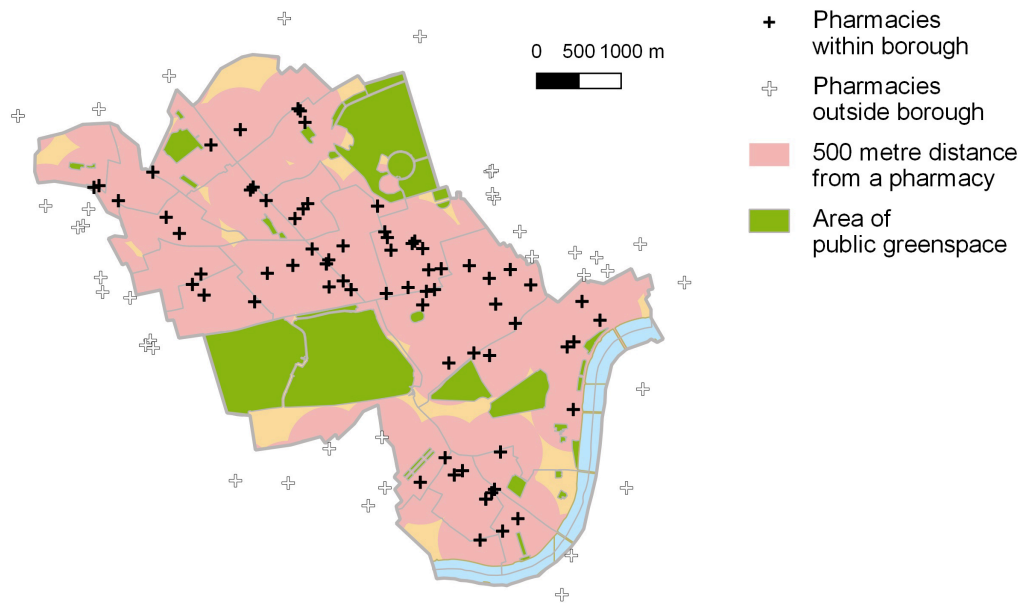 0 500 1000 m
Pharmacies
within borough
Pharmacies
outside borough
500 metre distance
from a pharmacy
Area of
public greenspace